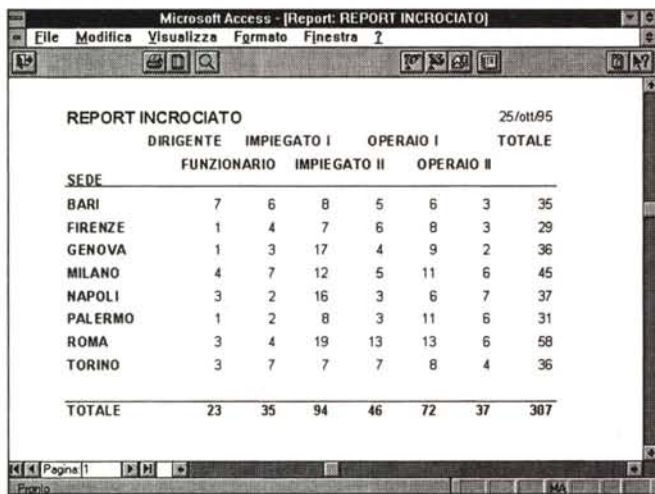 Microsoft Access - [Report: REPORT INCROCIATO]
File Modifica Visualizza Formato Finestra ?
REPORT INCROCIATO 25/ott/95
DIRIGENTE IMPIEGATO I OPERAIO I TOTALE
FUNZIONARIO IMPIEGATO II OPERAIO II
SEDE
BARI 7 6 8 5 6 3 35
FIRENZE 1 4 7 6 8 3 29
GENOVA 1 3 17 4 9 2 36
MILANO 4 7 12 5 11 6 45
NAPOLI 3 2 16 3 6 7 37
PALERMO 1 2 8 3 11 6 31
ROMA 3 4 19 13 13 6 58
TORINO 3 7 7 7 8 4 36
TOTALE 23 35 94 46 72 37 307
Pagina: 1
Pronto MA